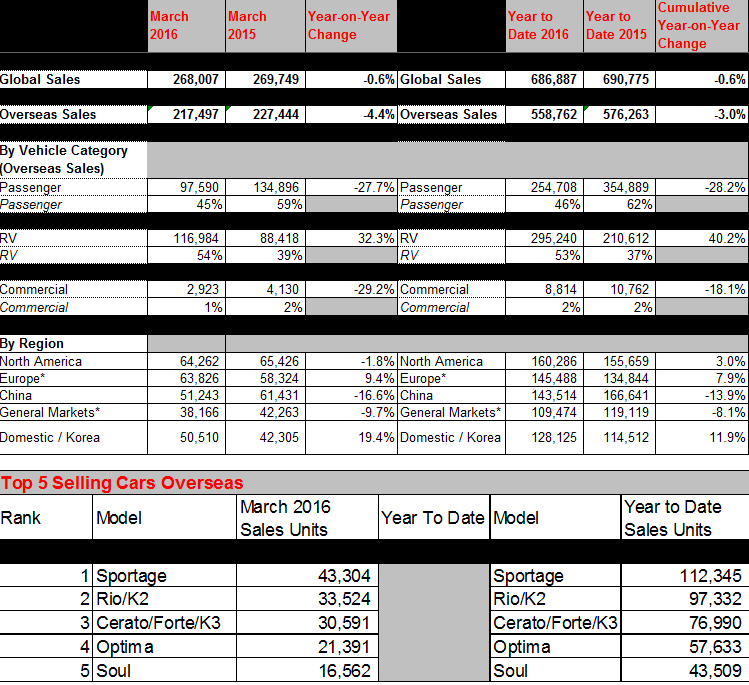 March 2016 March 2015 Year-on-Year Change Year to Date 2016 Year to Date 2015 Cumulative Year-on-Year Change
Global Sales 268,007 269,749 -0.6% Global Sales 686,887 690,775 -0.6%
Overseas Sales 217,497 227,444 -4.4% Overseas Sales 558,762 576,263 -3.0%
By Vehicle Category
(Overseas Sales)
Passenger 97,590 134,896 -27.7% Passenger 254,708 354,889 -28.2%
Passenger 45% 59% Passenger 46% 62%
RV 116,984 88,418 32.3% RV 295,240 210,612 40.2%
RV 54% 39% RV 53% 37%
Commercial 2,923 4,130 -29.2% Commercial 8,814 10,762 -18.1%
Commercial 1% 2% Commercial 2% 2%
By Region
North America 64,262 65,426 -1.8% North America 160,286 155,659 3.0%
Europe* 63,826 58,324 9.4% Europe* 145,488 134,844 7.9%
China 51,243 61,431 -16.6% China 143,514 166,641 -13.9%
General Markets* 38,166 42,263 -9.7% General Markets* 109,474 119,119 -8.1%
Domestic / Korea 50,510 42,305 19.4% Domestic / Korea 128,125 114,512 11.9%
Top 5 Selling Cars Overseas
Rank Model March 2016 Sales Units Year To Date Model Year to Date Sales Units
1 Sportage 43,304 Sportage 112,345
2 Rio/K2 33,524 Rio/K2 97,332
3 Cerato/Forte/K3 30,591 Cerato/Forte/K3 76,990
4 Optima 21,391 Optima 57,633
5 Soul 16,562 Soul 43,509